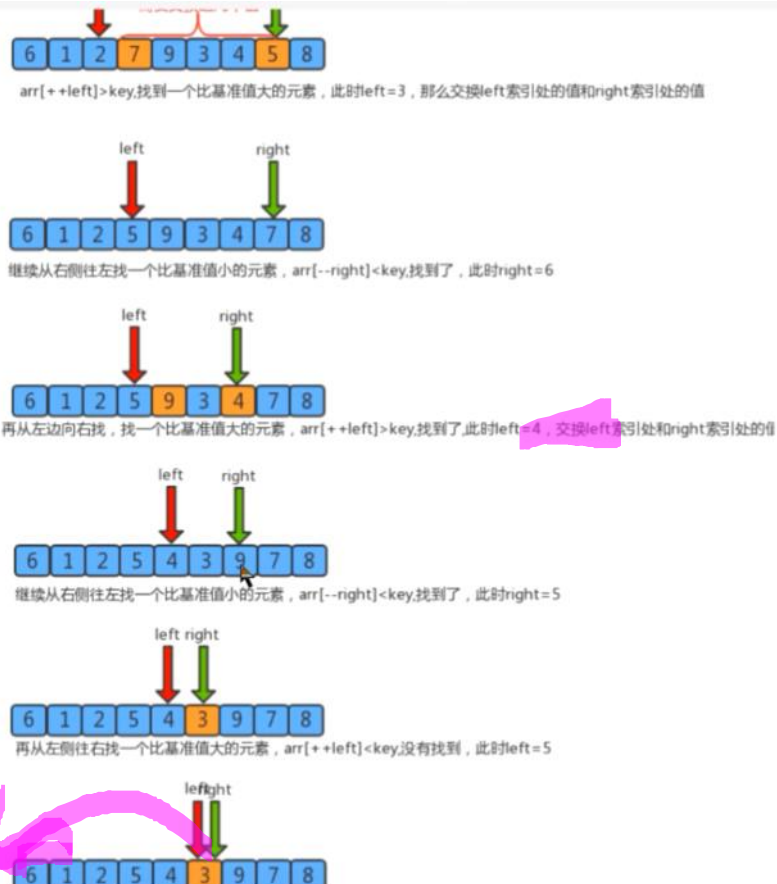 6 1 2 7 9 3 4 5 8
arr[++left]>key,找到一个比基准值大的元素，此时left=3，那么交换left索引处的值和right索引处的值
left right
6 1 2 5 9 3 4 7 8
继续从右侧往左找一个比基准值小的元素，arr[--right]<key,找到了，此时right=6
left right
6 1 2 5 9 3 4 7 8
再从左边向右找，找一个比基准值大的元素，arr[++left]>key,找到了,此时left=4，交换left索引处和right索引处的
left right
6 1 2 5 4 3 9 7 8
继续从右侧往左找一个比基准值小的元素，arr[--right]<key,找到了，此时right=5
left right
6 1 2 5 4 3 9 7 8
再从左侧往右找一个比基准值大的元素，arr[++left]<key,没有找到，此时left=5
left right
6 1 2 5 4 3 9 7 8